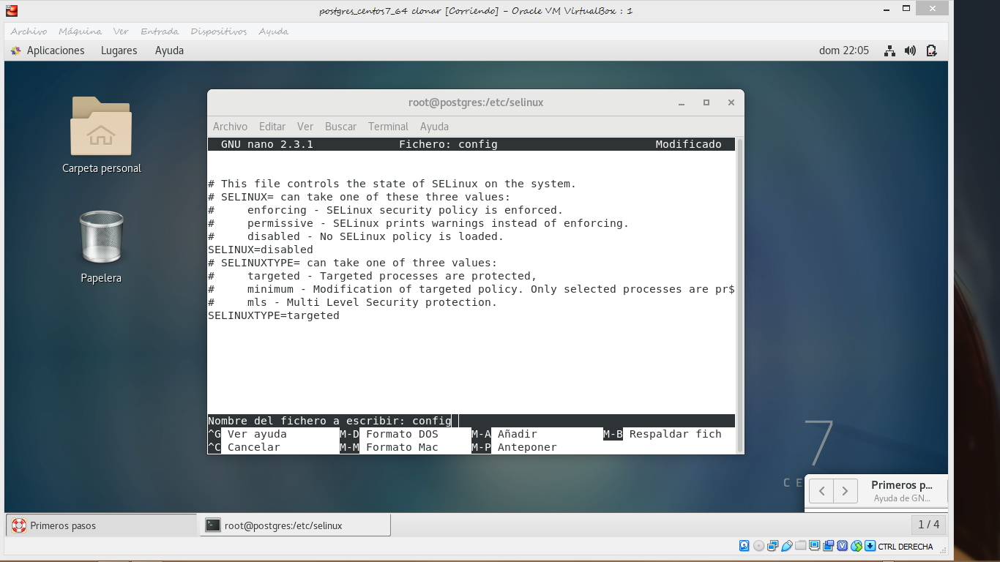 postgres_centos7_64 clonar [Corriendo] - Oracle VM VirtualBox : 1
Archivo Máquina Ver Entrada Dispositivos Ayuda
Aplicaciones Lugares Ayuda dom 22:05
Carpeta personal
Papelera
root@postgres:/etc/selinux
Archivo Editar Ver Buscar Terminal Ayuda
GNU nano 2.3.1 Fichero: config Modificado
# This file controls the state of SELinux on the system.
# SELINUX= can take one of these three values:
#     enforcing - SELinux security policy is enforced.
#     permissive - SELinux prints warnings instead of enforcing.
#     disabled - No SELinux policy is loaded.
SELINUX=disabled
# SELINUXTYPE= can take one of three values:
#     targeted - Targeted processes are protected,
#     minimum - Modification of targeted policy. Only selected processes are pr$
#     mls - Multi Level Security protection.
SELINUXTYPE=targeted
Nombre del fichero a escribir: config
^G Ver ayuda M-D Formato DOS M-A Añadir M-B Respaldar fich
^C Cancelar M-M Formato Mac M-P Anteponer
7
C E
Primeros p...
Ayuda de GN...
Primeros pasos
root@postgres:/etc/selinux
1 / 4
CTRL DERECHA